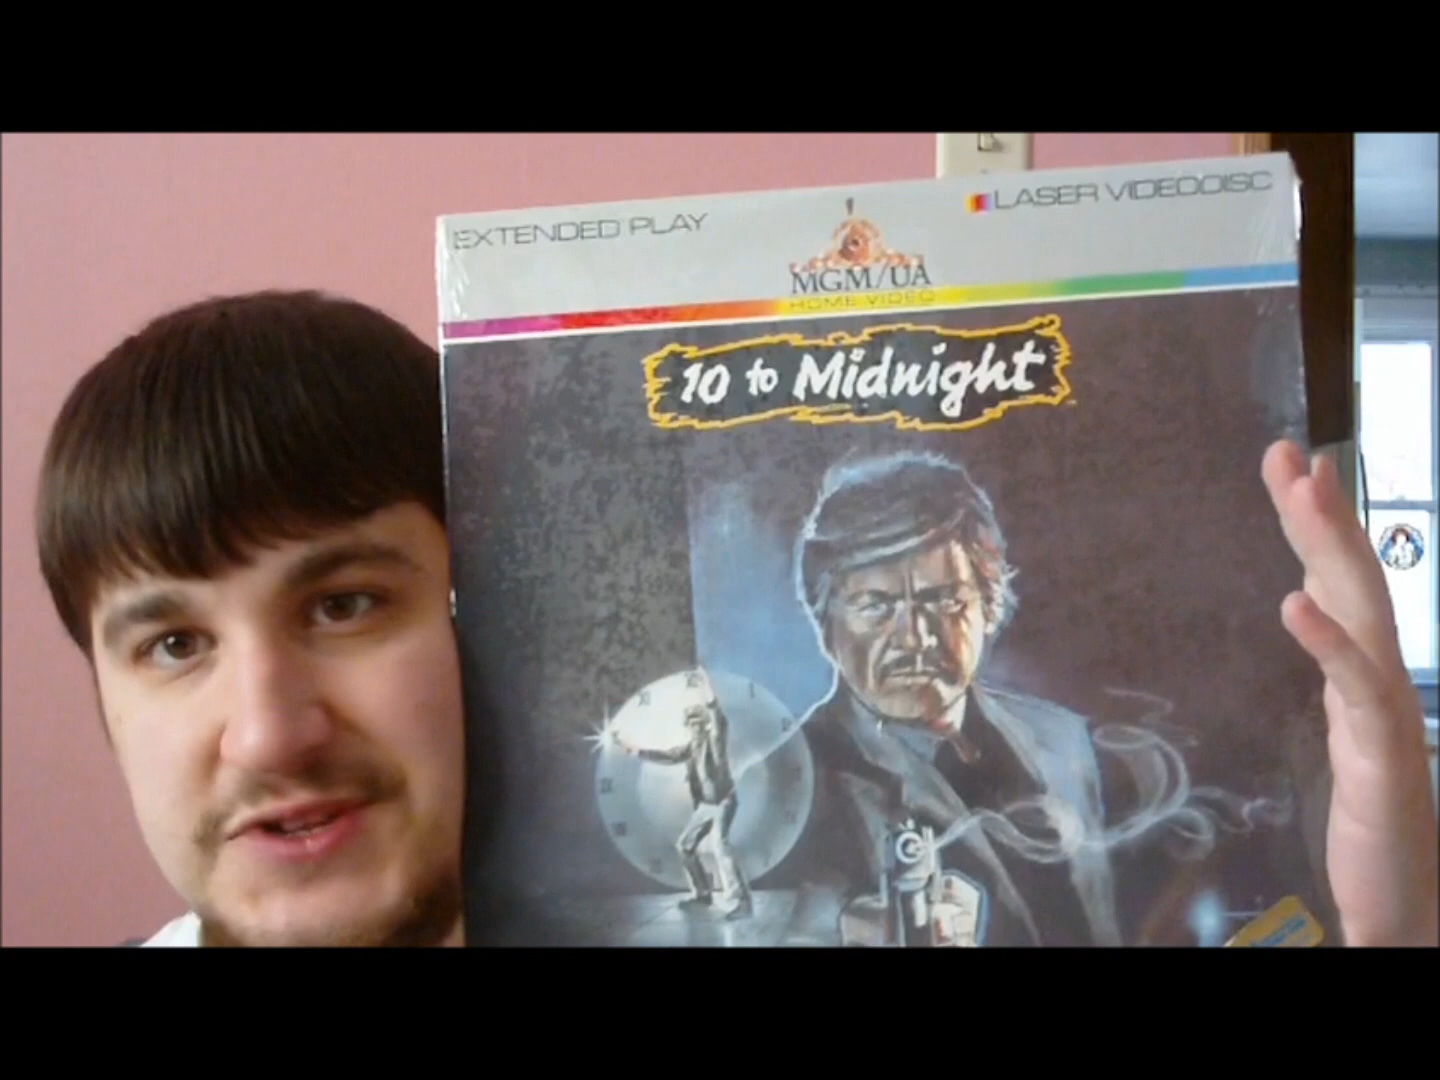 EXTENDED PLAY
LASER VIDEODISC
MGM/UA
HOME VIDEO
10 to Midnight